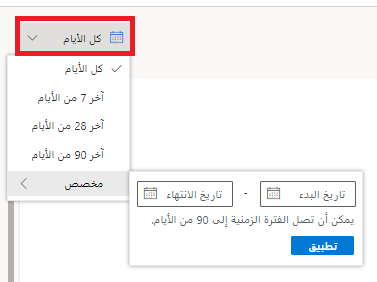 كل الأيام
كل الأيام
آخر 7 من الأيام
آخر 28 من الأيام
آخر 90 من الأيام
مخصص
تاريخ البدء - تاريخ الانتهاء
يمكن أن تصل الفترة الزمنية إلى 90 من الأيام.
تطبيق